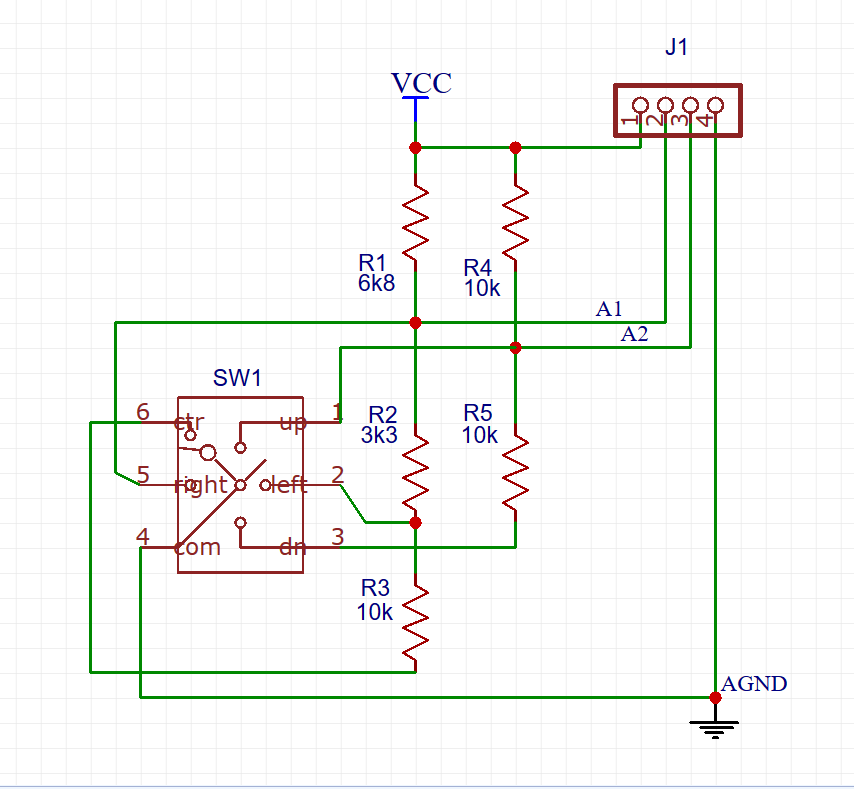 J1
VCC
1 2 3 4
R1
6k8
R4
10k
A1
A2
SW1
6 ctr up 1
R2
3k3
R5
10k
5 right left 2
4 com dn 3
R3
10k
AGND